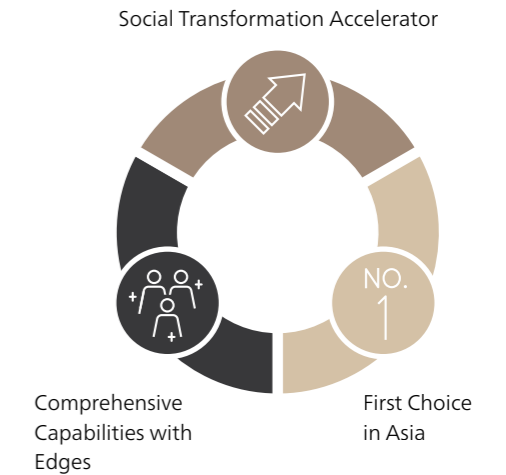 Social Transformation Accelerator
NO.
1
Comprehensive
Capabilities with
Edges
First Choice
in Asia